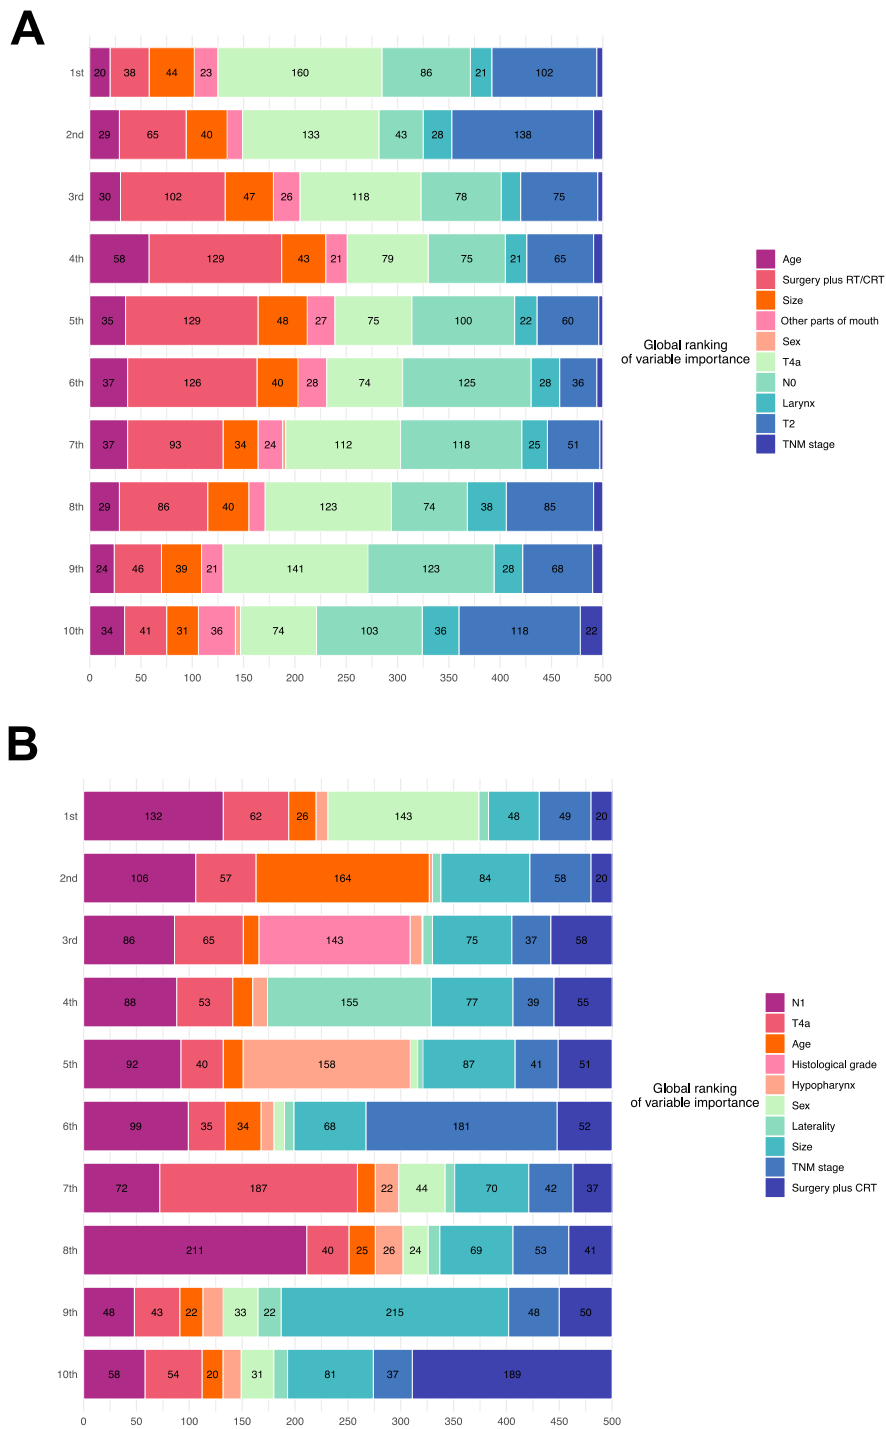 A
1st 20 38 44 23 160 86 21 102
2nd 29 65 40 133 43 28 138
3rd 30 102 47 26 118 78 75
4th 58 129 43 21 79 75 21 65
5th 35 129 48 27 75 100 22 60
6th 37 126 40 28 74 125 28 36
7th 37 93 34 24 112 118 25 51
8th 29 86 40 123 74 38 85
9th 24 46 39 21 141 123 28 68
10th 34 41 31 36 74 103 36 118 22
0 50 100 150 200 250 300 350 400 450 500
Global ranking
of variable importance
Age
Surgery plus RT/CRT
Size
Other parts of mouth
Sex
T4a
N0
Larynx
T2
TNM stage
B
1st 132 62 26 143 48 49 20
2nd 106 57 164 84 58 20
3rd 86 65 143 75 37 58
4th 88 53 155 77 39 55
5th 92 40 158 87 41 51
6th 99 35 34 68 181 52
7th 72 187 22 44 70 42 37
8th 211 40 25 26 24 69 53 41
9th 48 43 22 33 22 215 48 50
10th 58 54 20 31 81 37 189
0 50 100 150 200 250 300 350 400 450 500
Global ranking
of variable importance
N1
T4a
Age
Histological grade
Hypopharynx
Sex
Laterality
Size
TNM stage
Surgery plus CRT